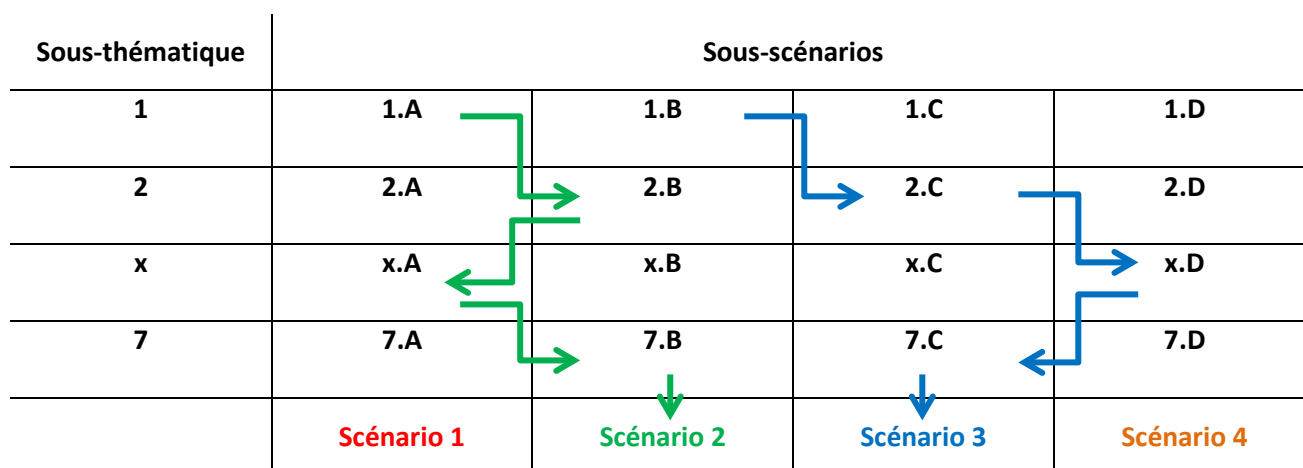 Sous-thématique Sous-scénarios
1 1.A 1.B 1.C 1.D
2 2.A 2.B 2.C 2.D
x x.A x.B x.C x.D
7 7.A 7.B 7.C 7.D
Scénario 1 Scénario 2 Scénario 3 Scénario 4